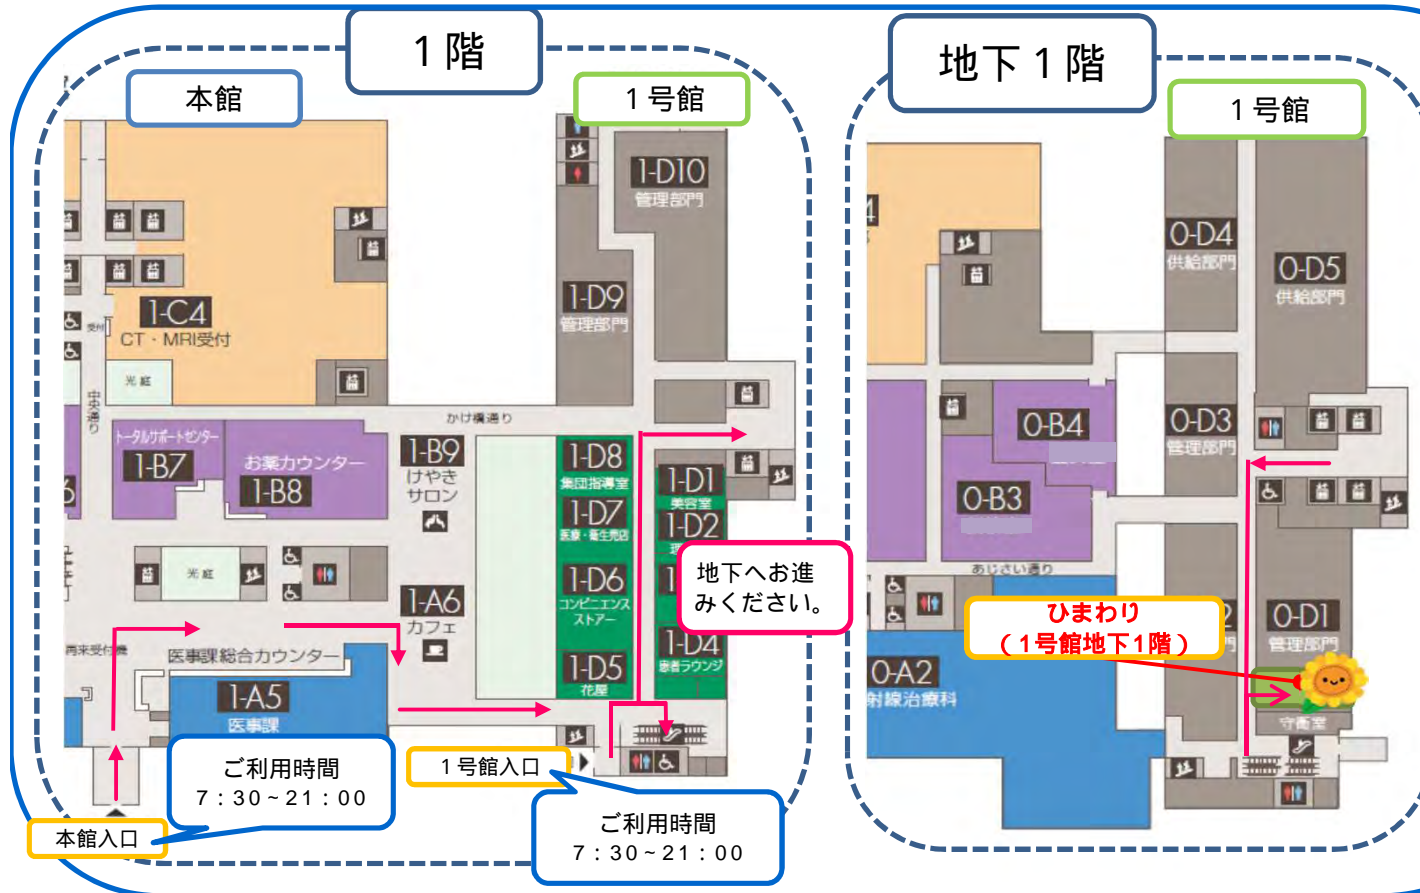 1階
本館
1号館
1-D10
管理部門
1-D9
管理部門
1-C4
CT・MRI受付
受付
光庭
中央通り
かけ橋通り
トータルサポートセンター
1-B7
お薬カウンター
1-B8
1-B9
けやき
サロン
1-D8
集団指導室
1-D7
医療・衛生売店
1-D6
コンビニエンス
ストアー
1-D5
花屋
1-D1
美容室
1-D2
1-D4
患者ラウンジ
地下へお進
みください。
光庭
1-A6
カフェ
再来受付機
医事課総合カウンター
1-A5
医事課
ご利用時間
7：30~21：00
本館入口
1号館入口
ご利用時間
7：30~21：00
地下1階
1号館
0-D4
供給部門
0-D5
供給部門
0-D3
管理部門
0-B4
0-B3
あじさい通り
ひまわり
（1号館地下1階）
0-D1
管理部門
0-A2
射線治療科
守衛室